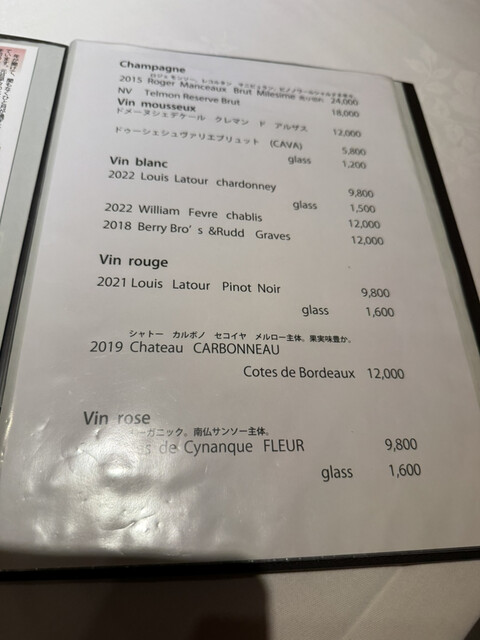 Champagne
2015 Roger Manceaux Brut Milesime 24,000
NV Telmon Reserve Brut 18,000
Vin mousseux
ドメーヌシェデケール クレマン ド アルザス 12,000
ドゥーシェシュヴァリエブリュット (CAVA) 5,800
glass 1,200
Vin blanc
2022 Louis Latour chardonney 9,800
glass 1,500
2022 William Fevre chablis 12,000
2018 Berry Bro's &Rudd Graves 12,000
Vin rouge
2021 Louis Latour Pinot Noir 9,800
glass 1,600
シャトー カルボノ セコイヤ メルロー主体。果実味豊か。
2019 Chateau CARBONNEAU
Cotes de Bordeaux 12,000
Vin rose
ーガニック。南仏サンソー主体。
de Cynanque FLEUR 9,800
glass 1,600